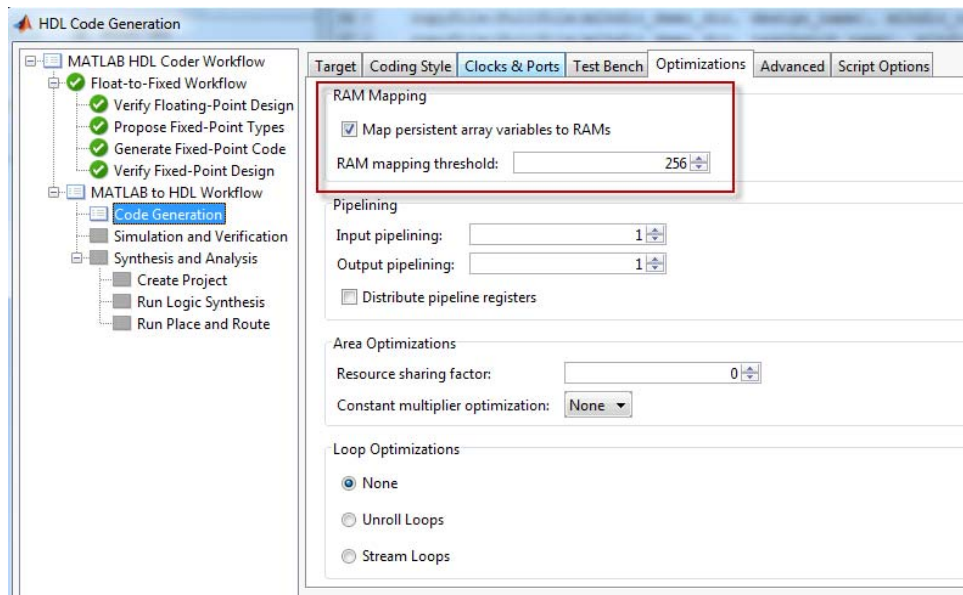 HDL Code Generation
MATLAB HDL Coder Workflow
Float-to-Fixed Workflow
Verify Floating-Point Design
Propose Fixed-Point Types
Generate Fixed-Point Code
Verify Fixed-Point Design
MATLAB to HDL Workflow
Code Generation
Simulation and Verification
Synthesis and Analysis
Create Project
Run Logic Synthesis
Run Place and Route
Target Coding Style Clocks & Ports Test Bench Optimizations Advanced Script Options
RAM Mapping
Map persistent array variables to RAMs
RAM mapping threshold: 256
Pipelining
Input pipelining: 1
Output pipelining: 1
Distribute pipeline registers
Area Optimizations
Resource sharing factor: 0
Constant multiplier optimization: None
Loop Optimizations
None
Unroll Loops
Stream Loops